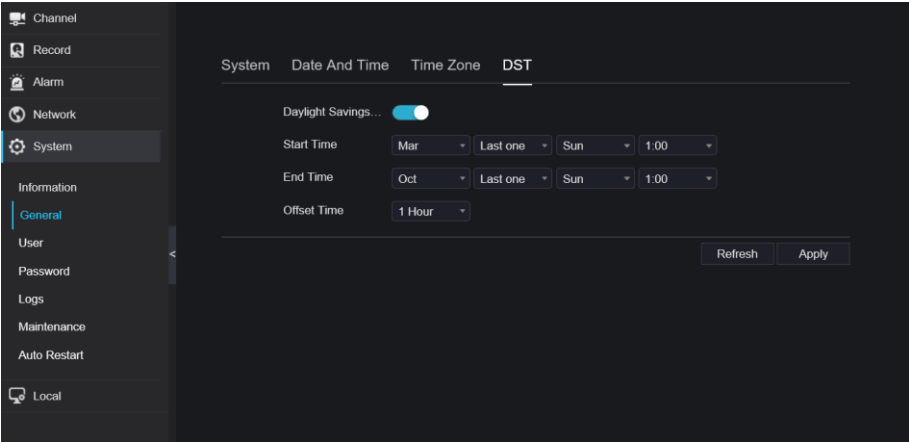 Channel
Record
Alarm
Network
System
Information
General
User
Password
Logs
Maintenance
Auto Restart
Local
System Date And Time Time Zone DST
Daylight Savings...
Start Time Mar Last one Sun 1:00
End Time Oct Last one Sun 1:00
Offset Time 1 Hour
Refresh Apply
<